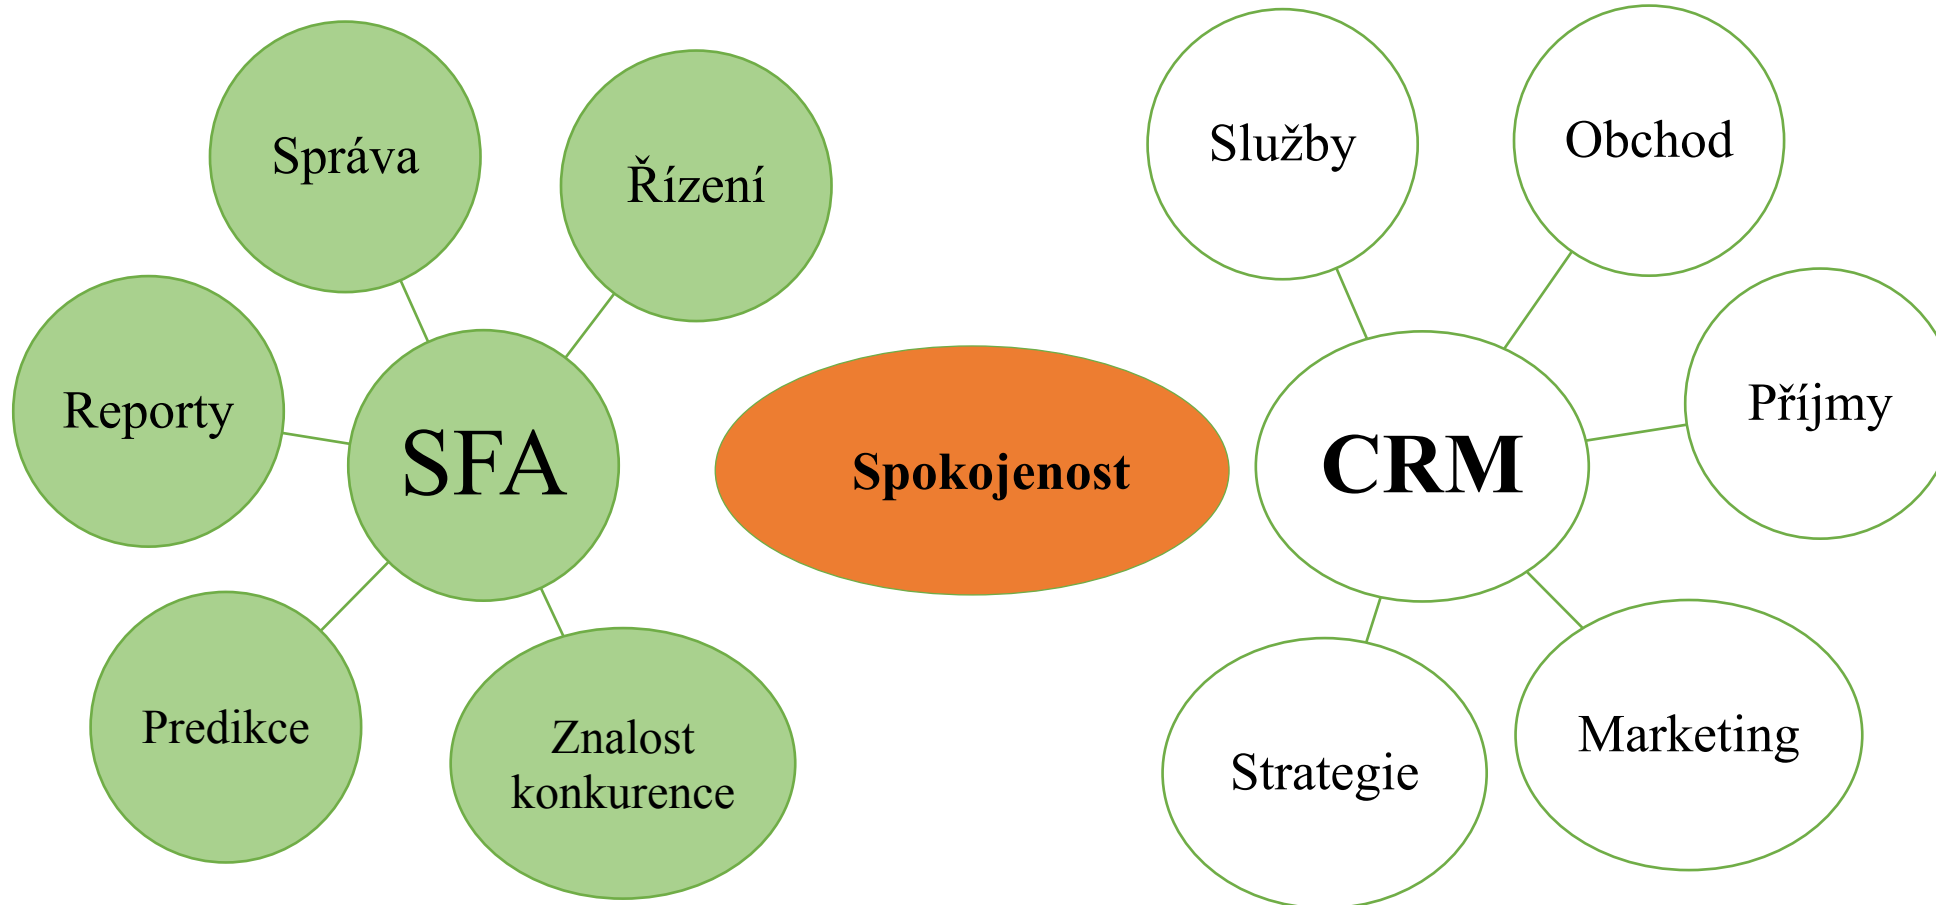 Správa
Řízení
Reporty
SFA
Predikce
Znalost
konkurence
Spokojenost
Služby
Obchod
Příjmy
CRM
Marketing
Strategie